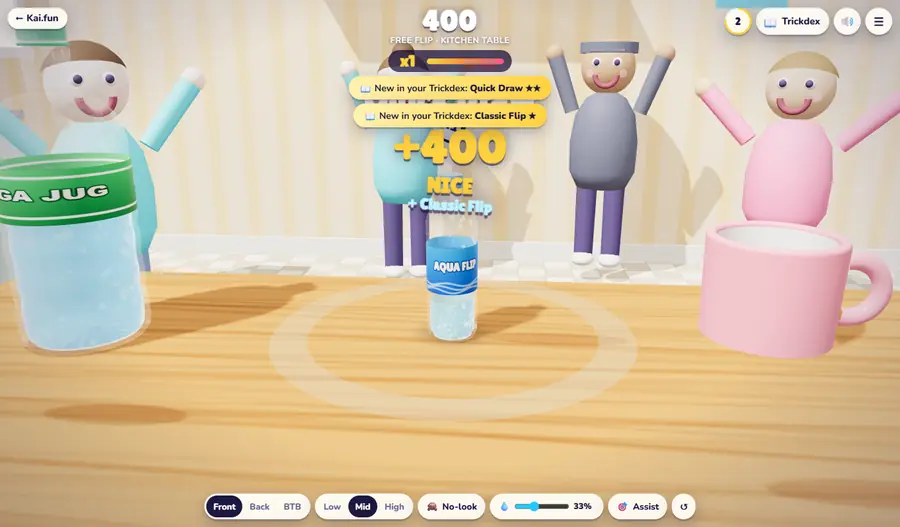 ← Kai.fun
400
2
Trickdex
FREE FLIP · KITCHEN TABLE
x1
New in your Trickdex: Quick Draw ★★
New in your Trickdex: Classic Flip ★
+400
NICE
+ Classic Flip
GA JUG
AQUA FLIP
Front Back BTB Low Mid High No-look 33% Assist ↺